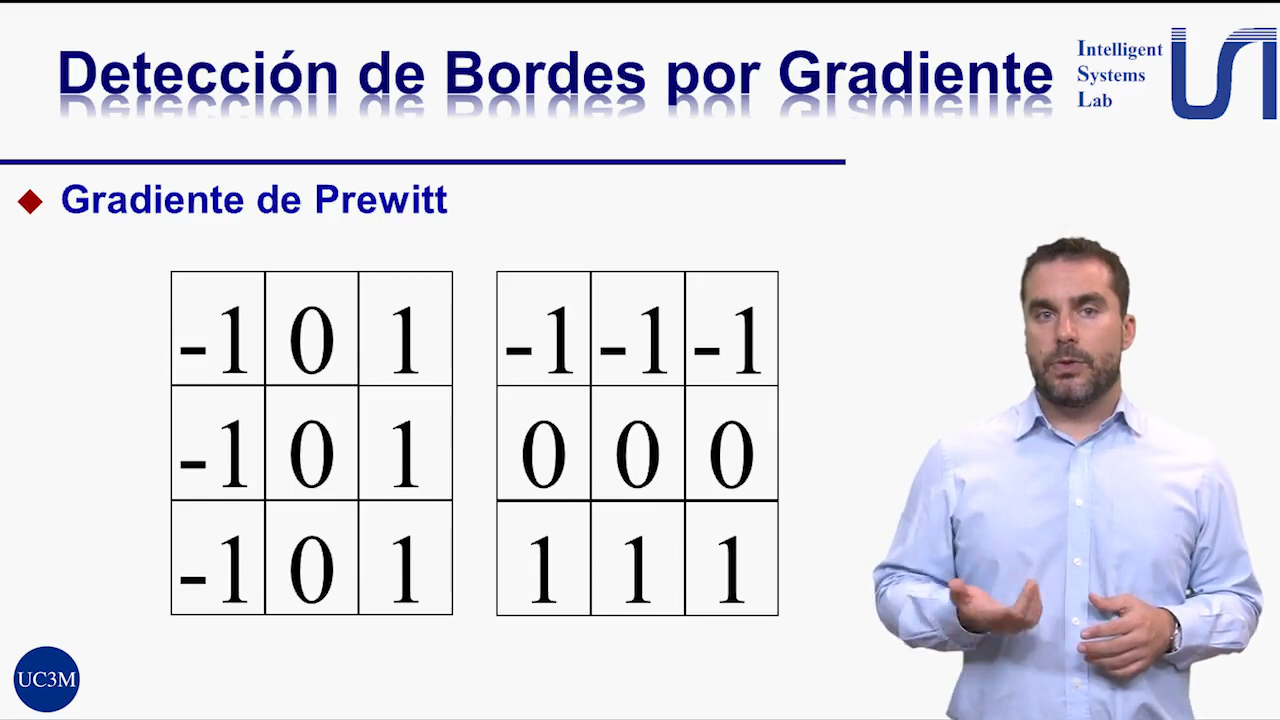 Detección de Bordes por Gradiente
Intelligent
Systems
Lab
Gradiente de Prewitt
-1 0 1
-1 0 1
-1 0 1
-1 -1 -1
0 0 0
1 1 1
UC3M